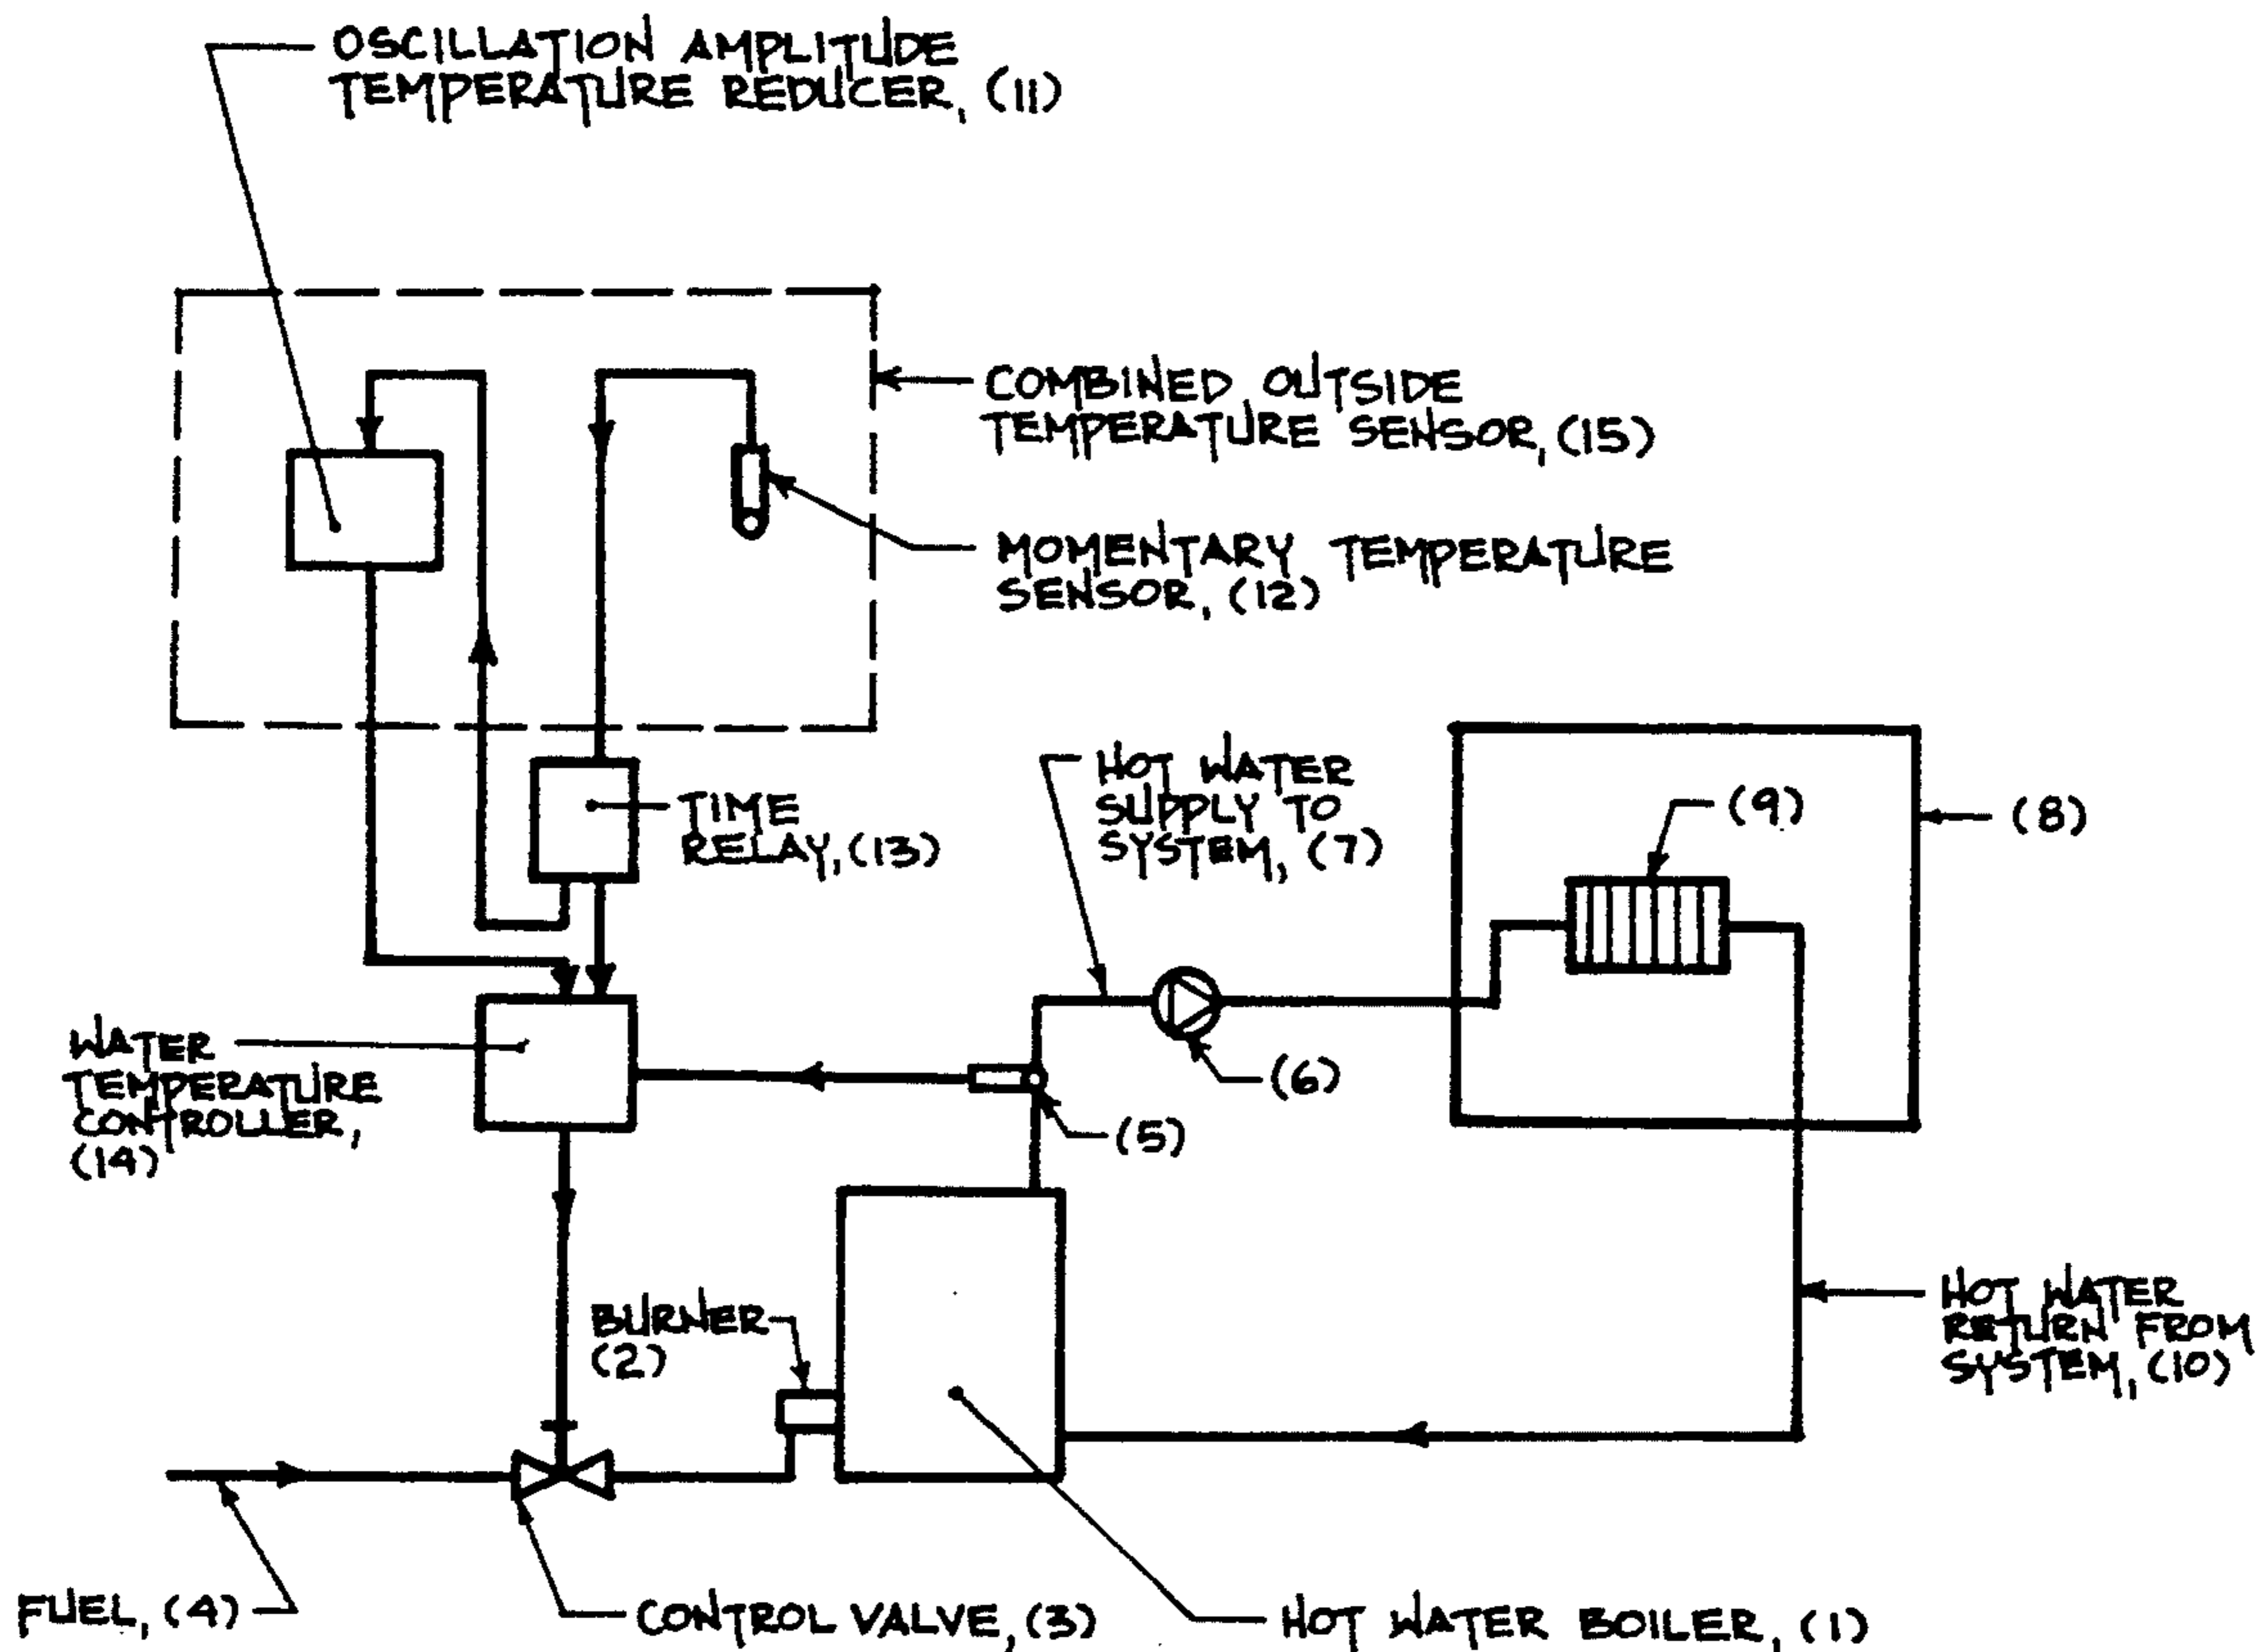 OSCILLATION AMPLITUDE
TEMPERATURE REDUCER, (11)
COMBINED OUTSIDE
TEMPERATURE SENSOR, (15)
MOMENTARY TEMPERATURE
SENSOR, (12)
TIME
RELAY, (13)
HOT WATER
SUPPLY TO
SYSTEM, (7)
(9)
(8)
WATER
TEMPERATURE
CONTROLLER,
(14)
(6)
(5)
BURNER
(2)
HOT WATER
RETURN FROM
SYSTEM, (10)
FUEL, (4)
CONTROL VALVE, (3)
HOT WATER BOILER, (1)